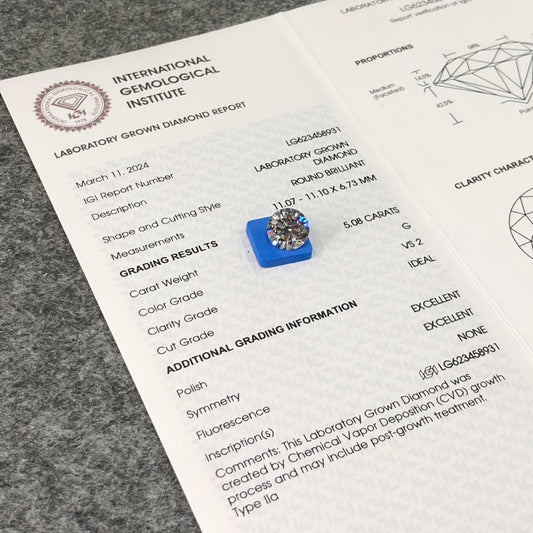 INTERNATIONAL
GEMOLOGICAL
INSTITUTE
LABORATORY GROWN DIAMOND REPORT
March 11, 2024
IGI Report Number LG623458931
Description LABORATORY GROWN
DIAMOND
Shape and Cutting Style ROUND BRILLIANT
Measurements 11.07 - 11.10 X 6.73 MM
GRADING RESULTS
Carat Weight 5.08 CARATS
Color Grade G
Clarity Grade VS 2
Cut Grade IDEAL
ADDITIONAL GRADING INFORMATION
Polish EXCELLENT
Symmetry EXCELLENT
Fluorescence NONE
Inscription(s) IGI LG623458931
Comments: This Laboratory Grown Diamond was
created by Chemical Vapor Deposition (CVD) growth
process and may include post-growth treatment.
Type IIa
PROPORTIONS
Medium
(Faceted)
42.5%
CLARITY CHARAC